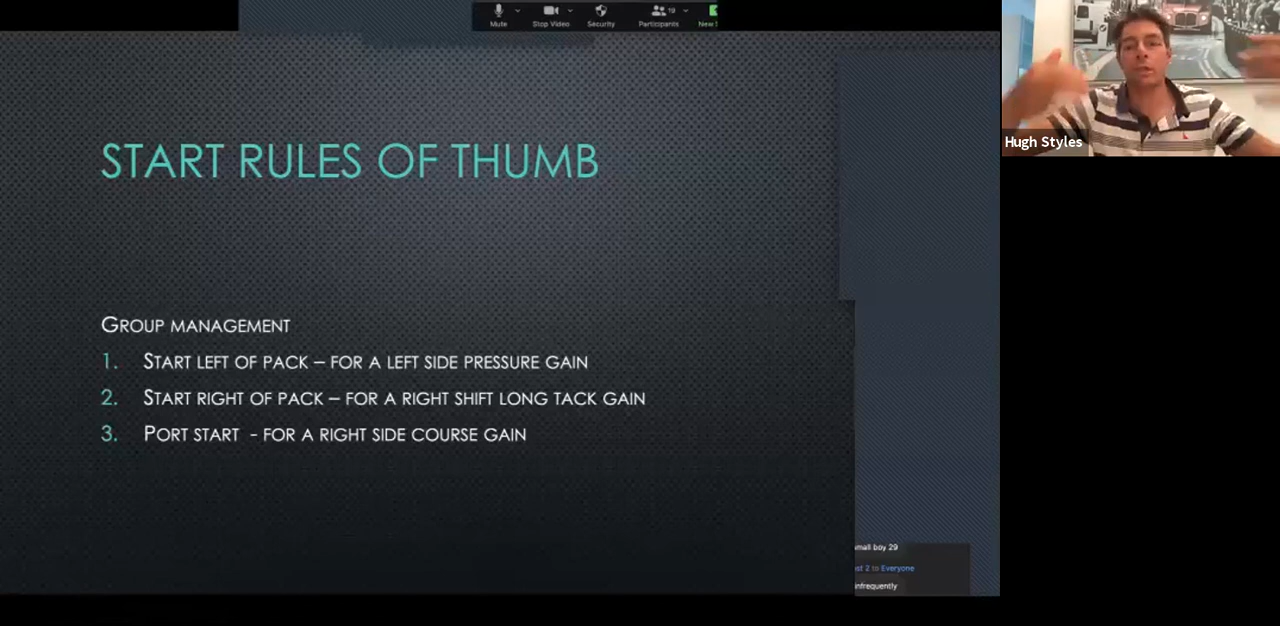 Mute Stop Video Security Participants 19 New
Hugh Styles
START RULES OF THUMB
GROUP MANAGEMENT
1. START LEFT OF PACK – FOR A LEFT SIDE PRESSURE GAIN
2. START RIGHT OF PACK – FOR A RIGHT SHIFT LONG TACK GAIN
3. PORT START - FOR A RIGHT SIDE COURSE GAIN
small boy 29
to Everyone
infrequently